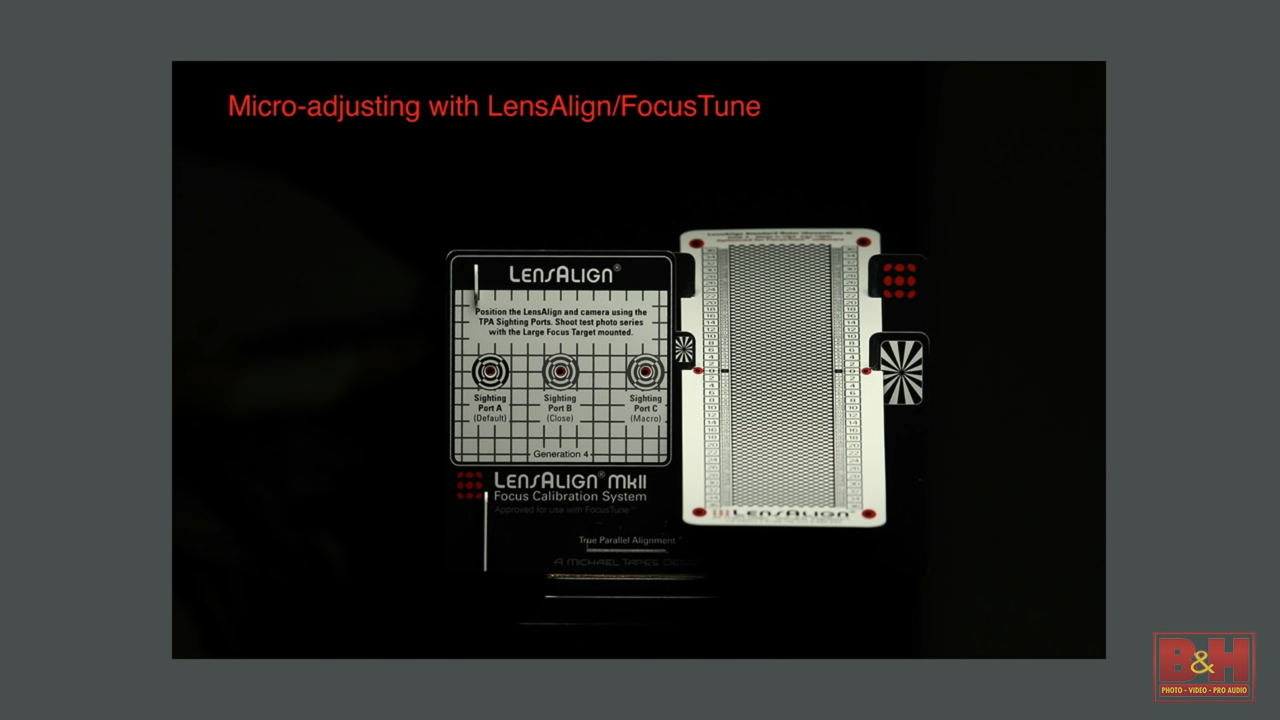 Micro-adjusting with LensAlign/FocusTune
LENSALIGN®
Position the LensAlign and camera using the
TPA Sighting Ports. Shoot test photo series
with the Large Focus Target mounted.
Sighting
Port A
(Default)
Sighting
Port B
(Close)
Sighting
Port C
(Macro)
Generation 4
LENSALIGN® MkII
Focus Calibration System
Approved for use with FocusTune™
True Parallel Alignment™
A MICHAEL TAPES
LENSALIGN
B&H
PHOTO - VIDEO - PRO AUDIO